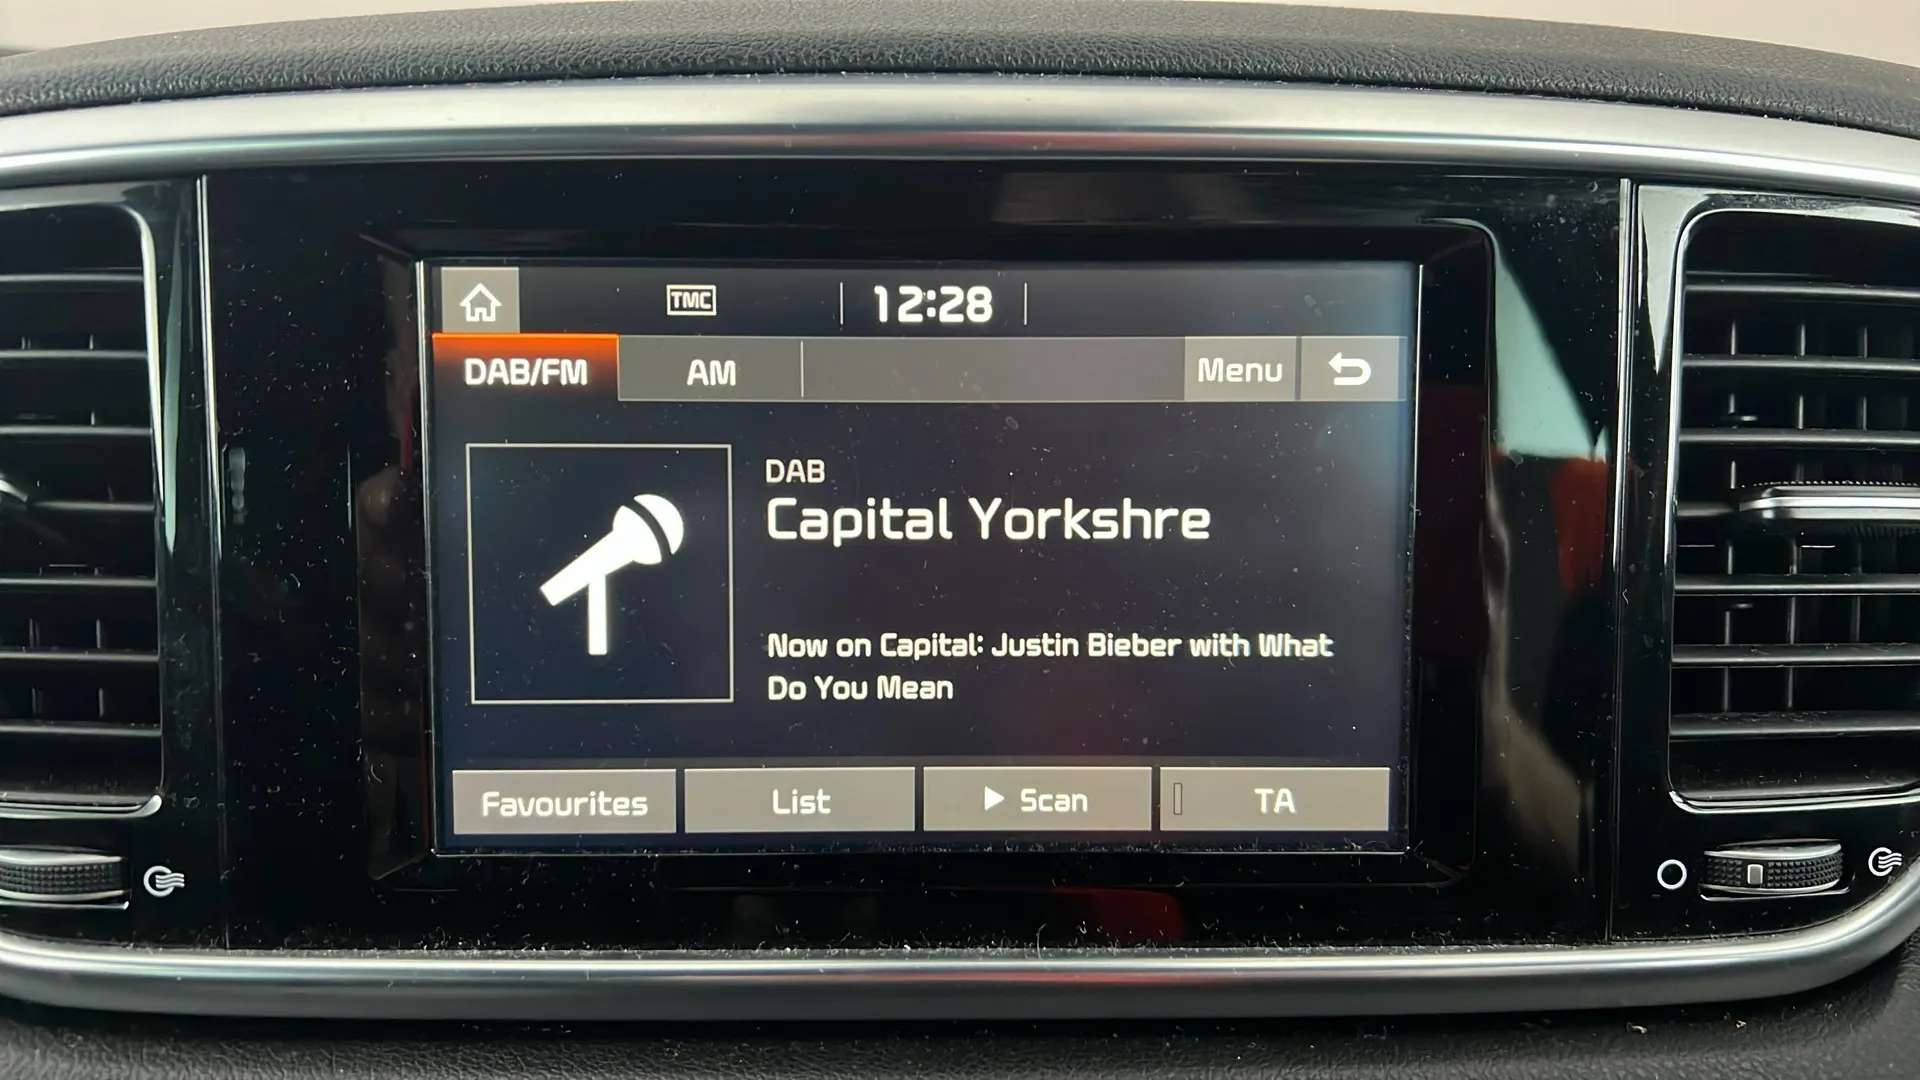 TMC
12:28
DAB/FM
AM
Menu
DAB
Capital Yorkshre
Now on Capital: Justin Bieber with What
Do You Mean
Favourites
List
Scan
TA